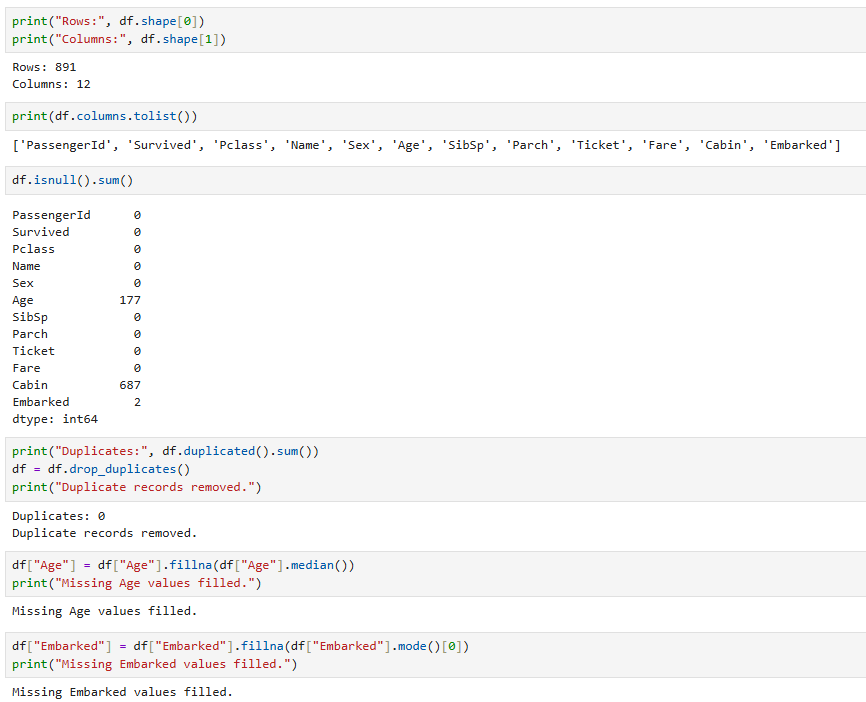 print("Rows:", df.shape[0])
print("Columns:", df.shape[1])
Rows: 891
Columns: 12
print(df.columns.tolist())
['PassengerId', 'Survived', 'Pclass', 'Name', 'Sex', 'Age', 'SibSp', 'Parch', 'Ticket', 'Fare', 'Cabin', 'Embarked']
df.isnull().sum()
PassengerId      0
Survived         0
Pclass           0
Name             0
Sex              0
Age            177
SibSp            0
Parch            0
Ticket           0
Fare             0
Cabin          687
Embarked         2
dtype: int64
print("Duplicates:", df.duplicated().sum())
df = df.drop_duplicates()
print("Duplicate records removed.")
Duplicates: 0
Duplicate records removed.
df["Age"] = df["Age"].fillna(df["Age"].median())
print("Missing Age values filled.")
Missing Age values filled.
df["Embarked"] = df["Embarked"].fillna(df["Embarked"].mode()[0])
print("Missing Embarked values filled.")
Missing Embarked values filled.